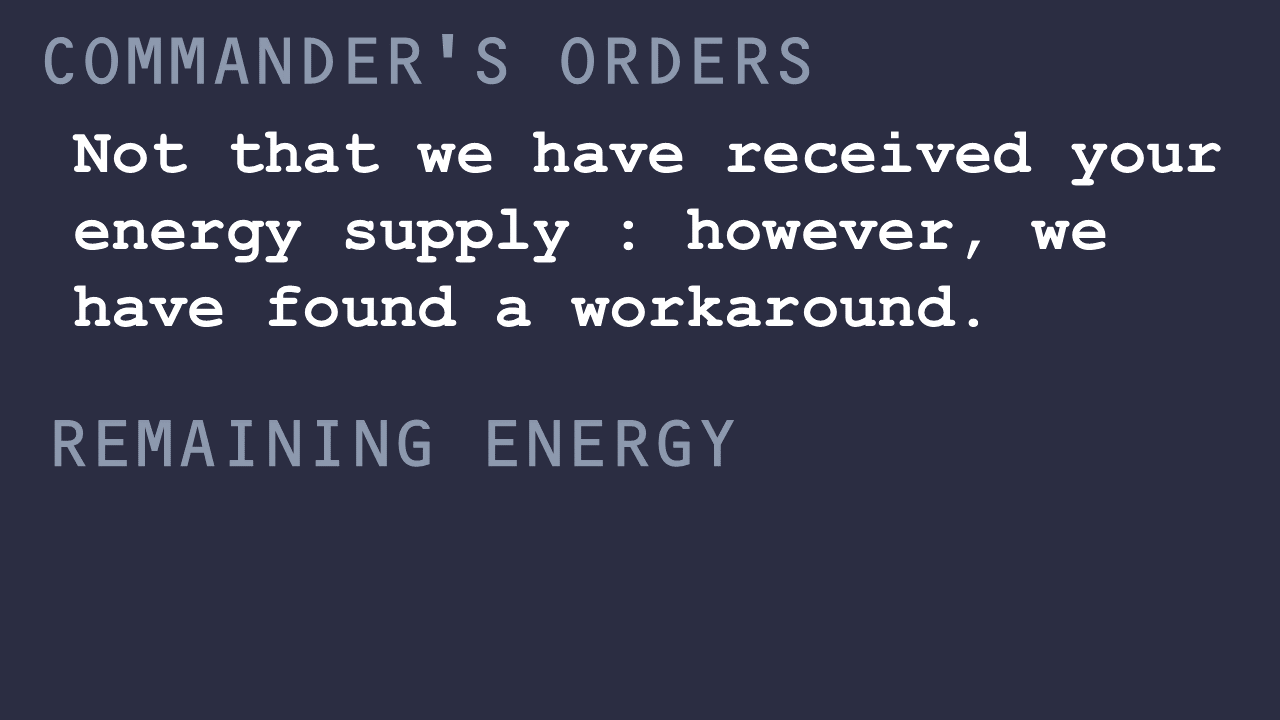 COMMANDER'S ORDERS
Not that we have received your
energy supply : however, we
have found a workaround.
REMAINING ENERGY